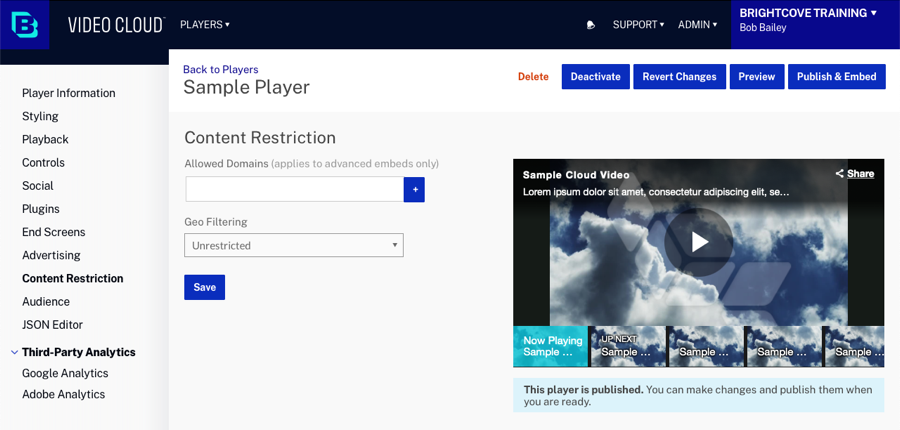 VIDEO CLOUD
PLAYERS ▾
SUPPORT ▾
ADMIN ▾
BRIGHTCOVE TRAINING ▾
Bob Bailey
Player Information
Styling
Playback
Controls
Social
Plugins
End Screens
Advertising
Content Restriction
Audience
JSON Editor
Third-Party Analytics
Google Analytics
Adobe Analytics
Back to Players
Sample Player
Delete
Deactivate
Revert Changes
Preview
Publish & Embed
Content Restriction
Allowed Domains (applies to advanced embeds only)
+
Geo Filtering
Unrestricted
Save
Sample Cloud Video
Share
Lorem ipsum dolor sit amet, consectetur adipiscing elit, se...
Now Playing
Sample ...
UP NEXT
Sample ...
Sample ...
Sample ...
Sample ...
This player is published. You can make changes and publish them when
you are ready.